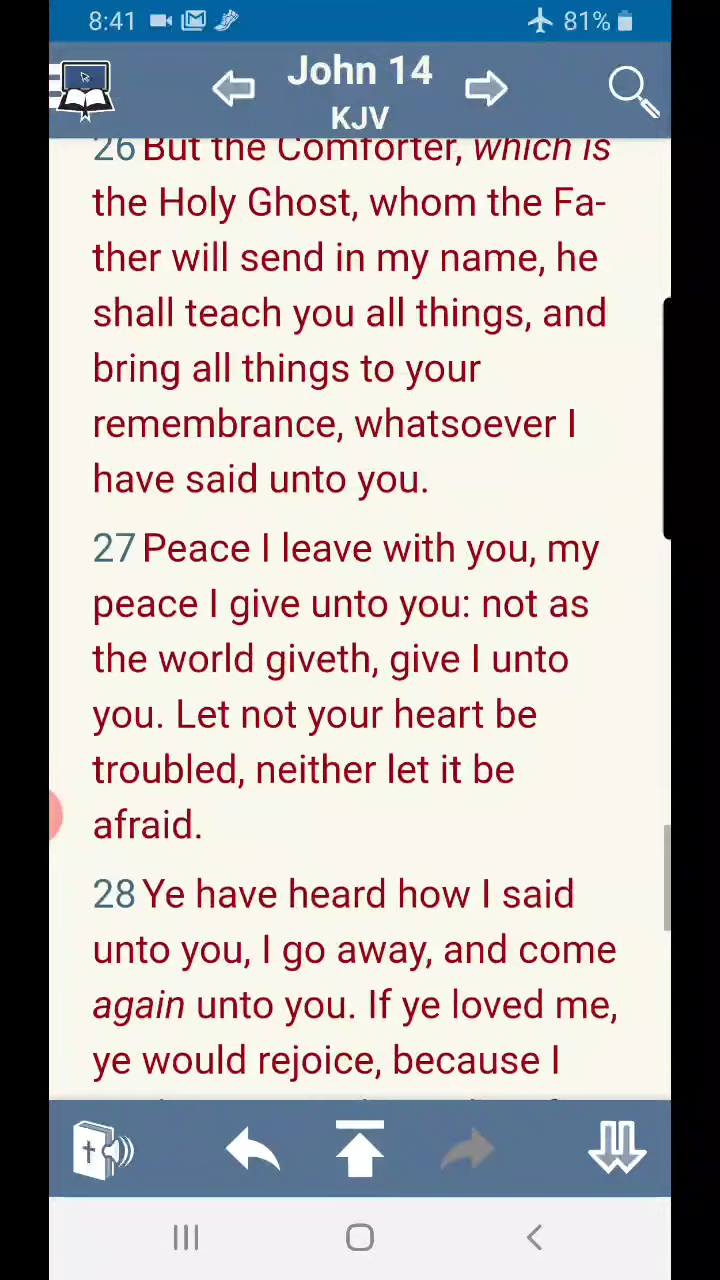 8:41 81%
John 14
KJV
26 But the Comforter, which is
the Holy Ghost, whom the Fa-
ther will send in my name, he
shall teach you all things, and
bring all things to your
remembrance, whatsoever I
have said unto you.
27 Peace I leave with you, my
peace I give unto you: not as
the world giveth, give I unto
you. Let not your heart be
troubled, neither let it be
afraid.
28 Ye have heard how I said
unto you, I go away, and come
again unto you. If ye loved me,
ye would rejoice, because I